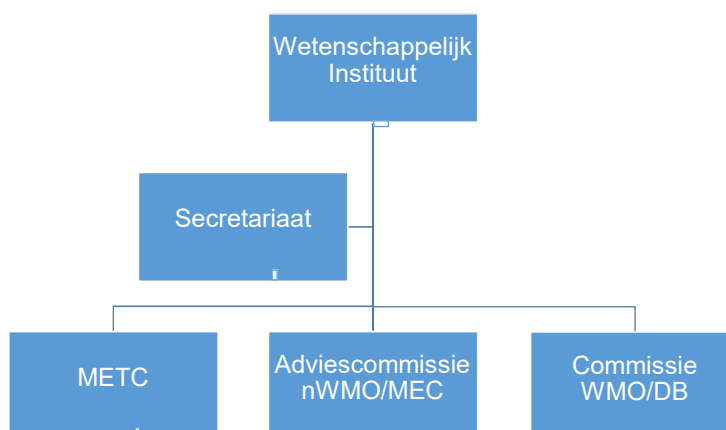 Wetenschappelijk
Instituut
Secretariaat
METC
Adviescommissie
nWMO/MEC
Commissie
WMO/DB